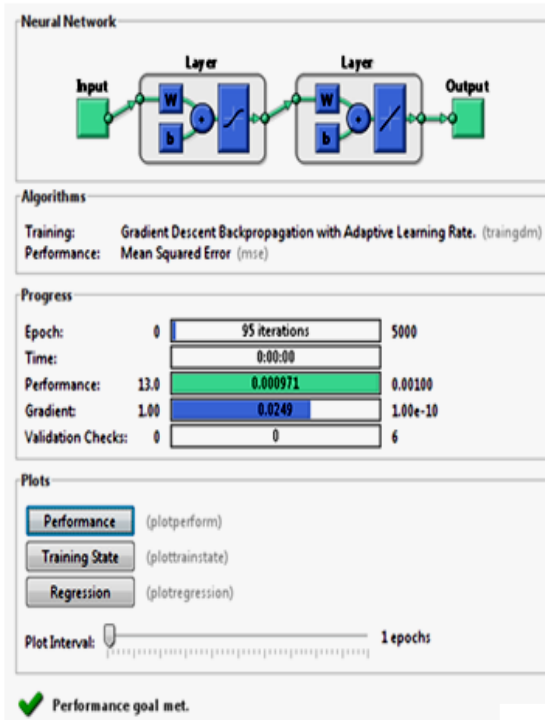 Neural Network
Layer Layer
Input Output
W W
b b
+ +
Algorithms
Training: Gradient Descent Backpropagation with Adaptive Learning Rate. (traingdm)
Performance: Mean Squared Error (mse)
Progress
Epoch: 0 95 iterations 5000
Time: 0:00:00
Performance: 13.0 0.000971 0.00100
Gradient: 1.00 0.0249 1.00e-10
Validation Checks: 0 0 6
Plots
Performance (plotperform)
Training State (plottrainstate)
Regression (plotregression)
Plot Interval: 1 epochs
Performance goal met.